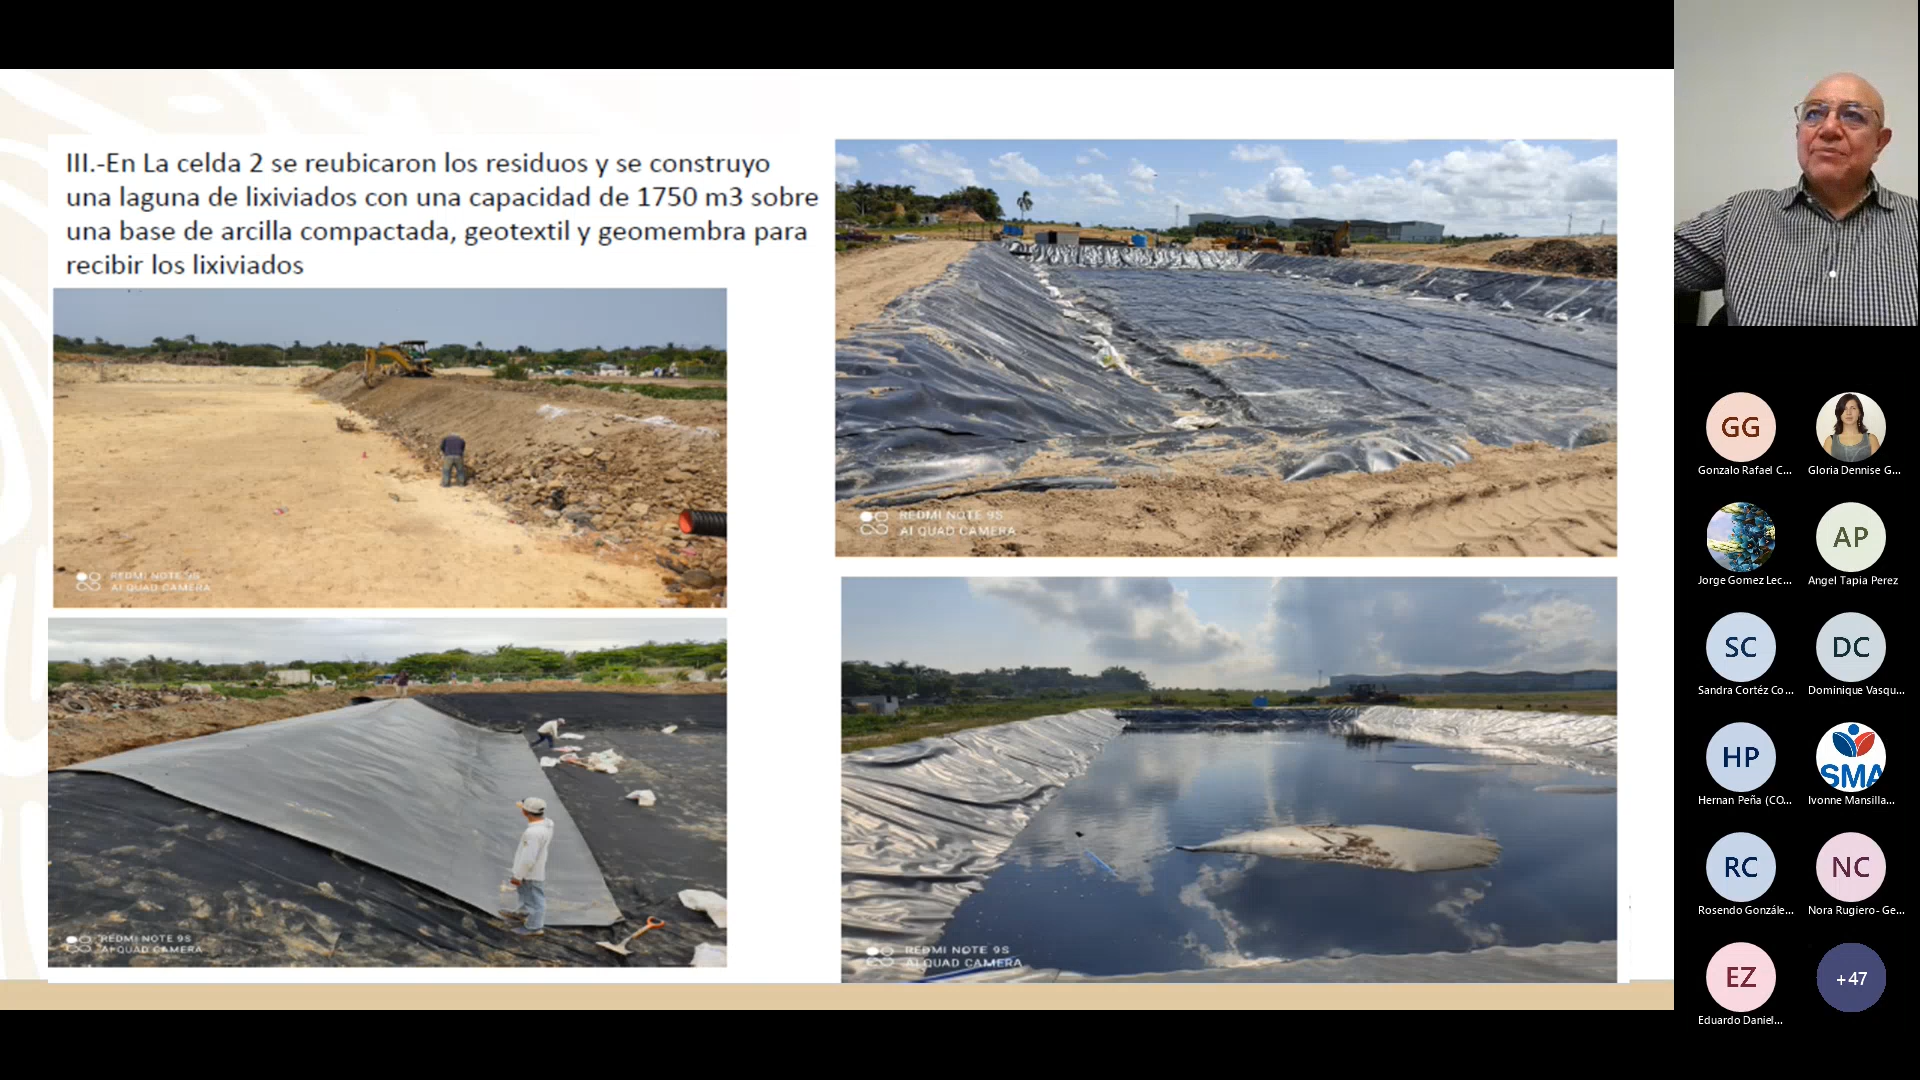 III.-En La celda 2 se reubicaron los residuos y se construyo
una laguna de lixiviados con una capacidad de 1750 m3 sobre
una base de arcilla compactada, geotextil y geomembra para
recibir los lixiviados
REDMI NOTE 9S
AI QUAD CAMERA
REDMI NOTE 9S
AI QUAD CAMERA
REDMI NOTE 9S
AI QUAD CAMERA
REDMI NOTE 9S
AI QUAD CAMERA
GG
Gonzalo Rafael C...
Gloria Dennise G...
Jorge Gomez Lec...
AP
Angel Tapia Perez
SC
Sandra Cortéz Co...
DC
Dominique Vasqu...
HP
Hernan Peña (CO...
SMA
Ivonne Mansilla...
RC
Rosendo Gonzále...
NC
Nora Rugiero- Ge...
EZ
Eduardo Daniel...
+47